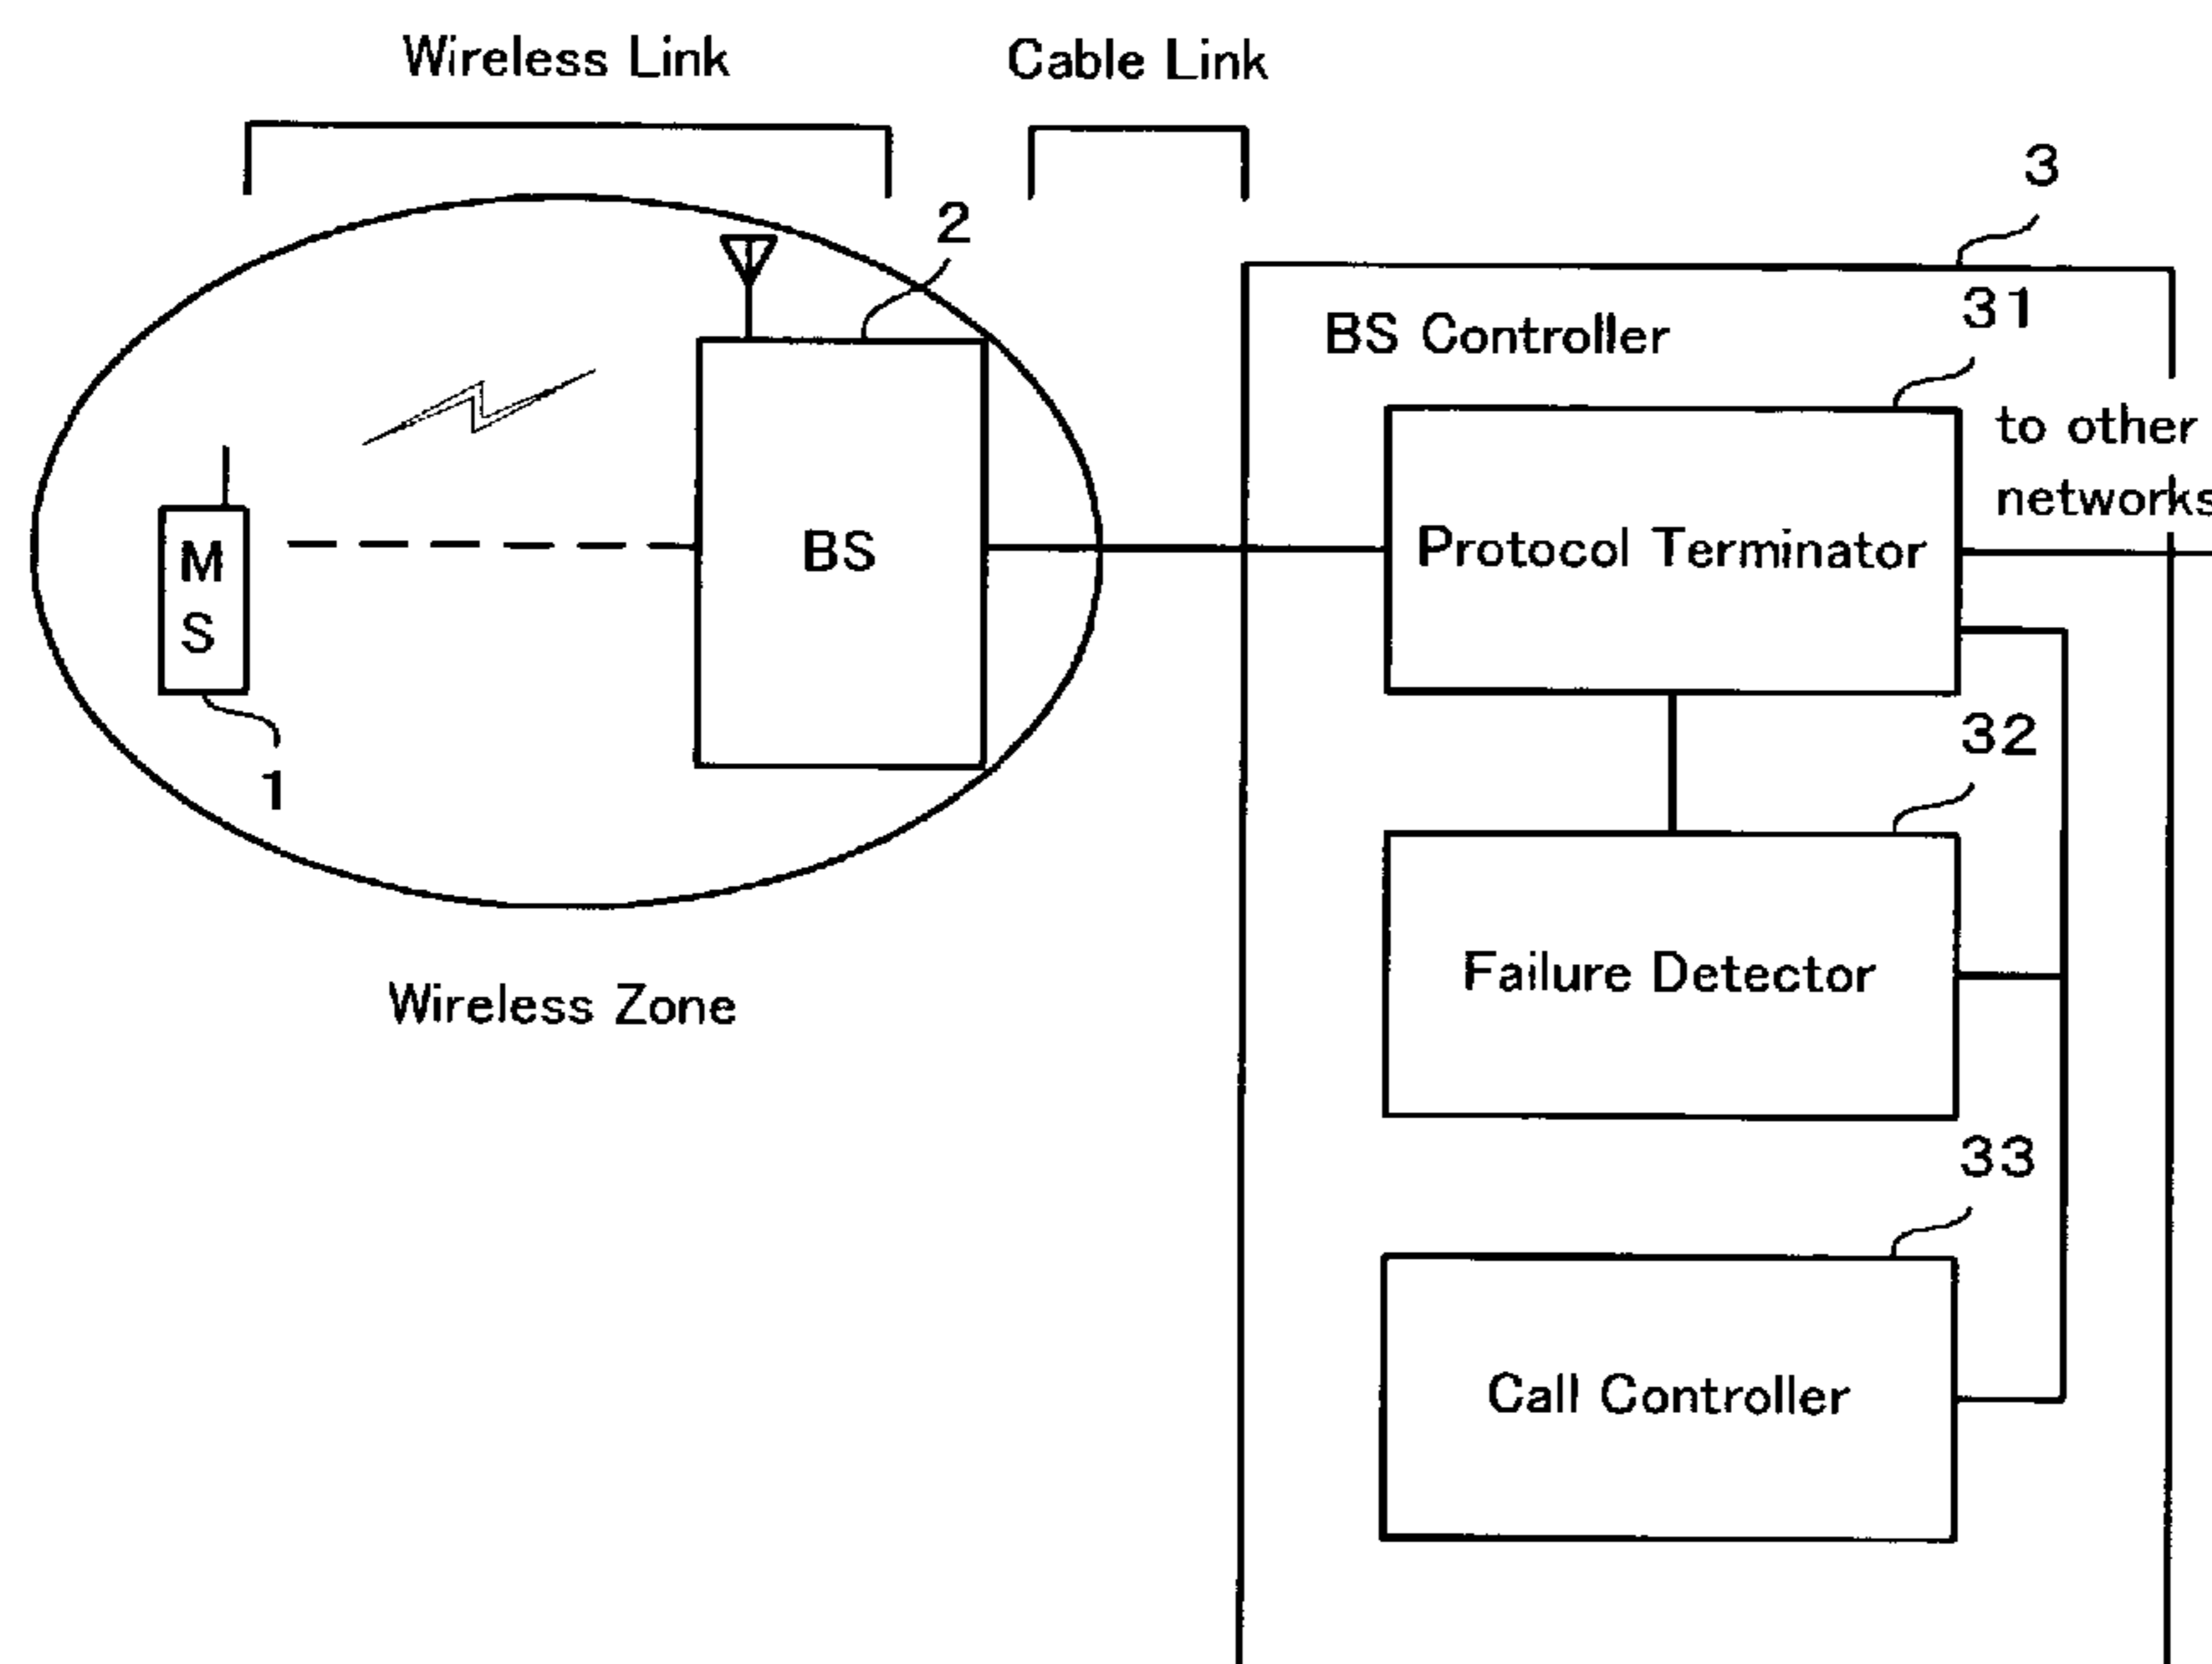 Wireless Link
Cable Link
3
2
31
BS Controller
to other
networks
Protocol Terminator
BS
M
S
1
32
Failure Detector
Wireless Zone
33
Call Controller